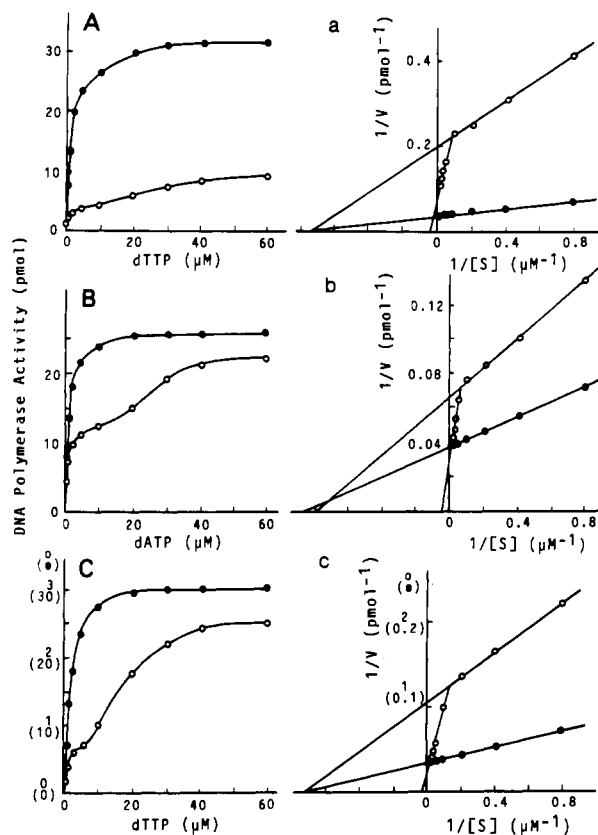 A
a
DNA Polymerase Activity (pmol)
30
20
10
0
0 20 40 60
dTTP (μM)
1/V (pmol⁻¹)
0.4
0.2
0 0.4 0.8
1/[S] (μM⁻¹)
B
b
20
10
0
0 20 40 60
dATP (μM)
1/V (pmol⁻¹)
0.12
0.08
0.04
0 0.4 0.8
1/[S] (μM⁻¹)
C
c
(○)
(●)
3
(30)
2
(20)
1
(10)
0
(0)
0 20 40 60
dTTP (μM)
1/V (pmol⁻¹)
(○)
(●)
2
(0.2)
1
(0.1)
0 0.4 0.8
1/[S] (μM⁻¹)